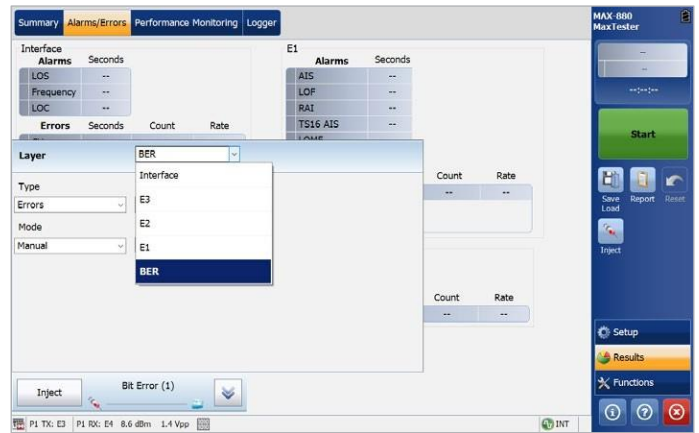 Summary Alarms/Errors Performance Monitoring Logger
MAX-880
MaxTester
Interface
Alarms Seconds
LOS --
Frequency --
LOC --
Errors Seconds Count Rate
E1
Alarms Seconds
AIS --
LOF --
RAI --
TS16 AIS --
Count Rate
-- --
Count Rate
-- --
Layer BER
Interface
E3
E2
E1
BER
Type
Errors
Mode
Manual
Inject Bit Error (1)
--
--
--:--:--
Start
Save
Load
Report
Reset
Inject
Setup
Results
Functions
P1 TX: E3 P1 RX: E4 8.6 dBm 1.4 Vpp
INT